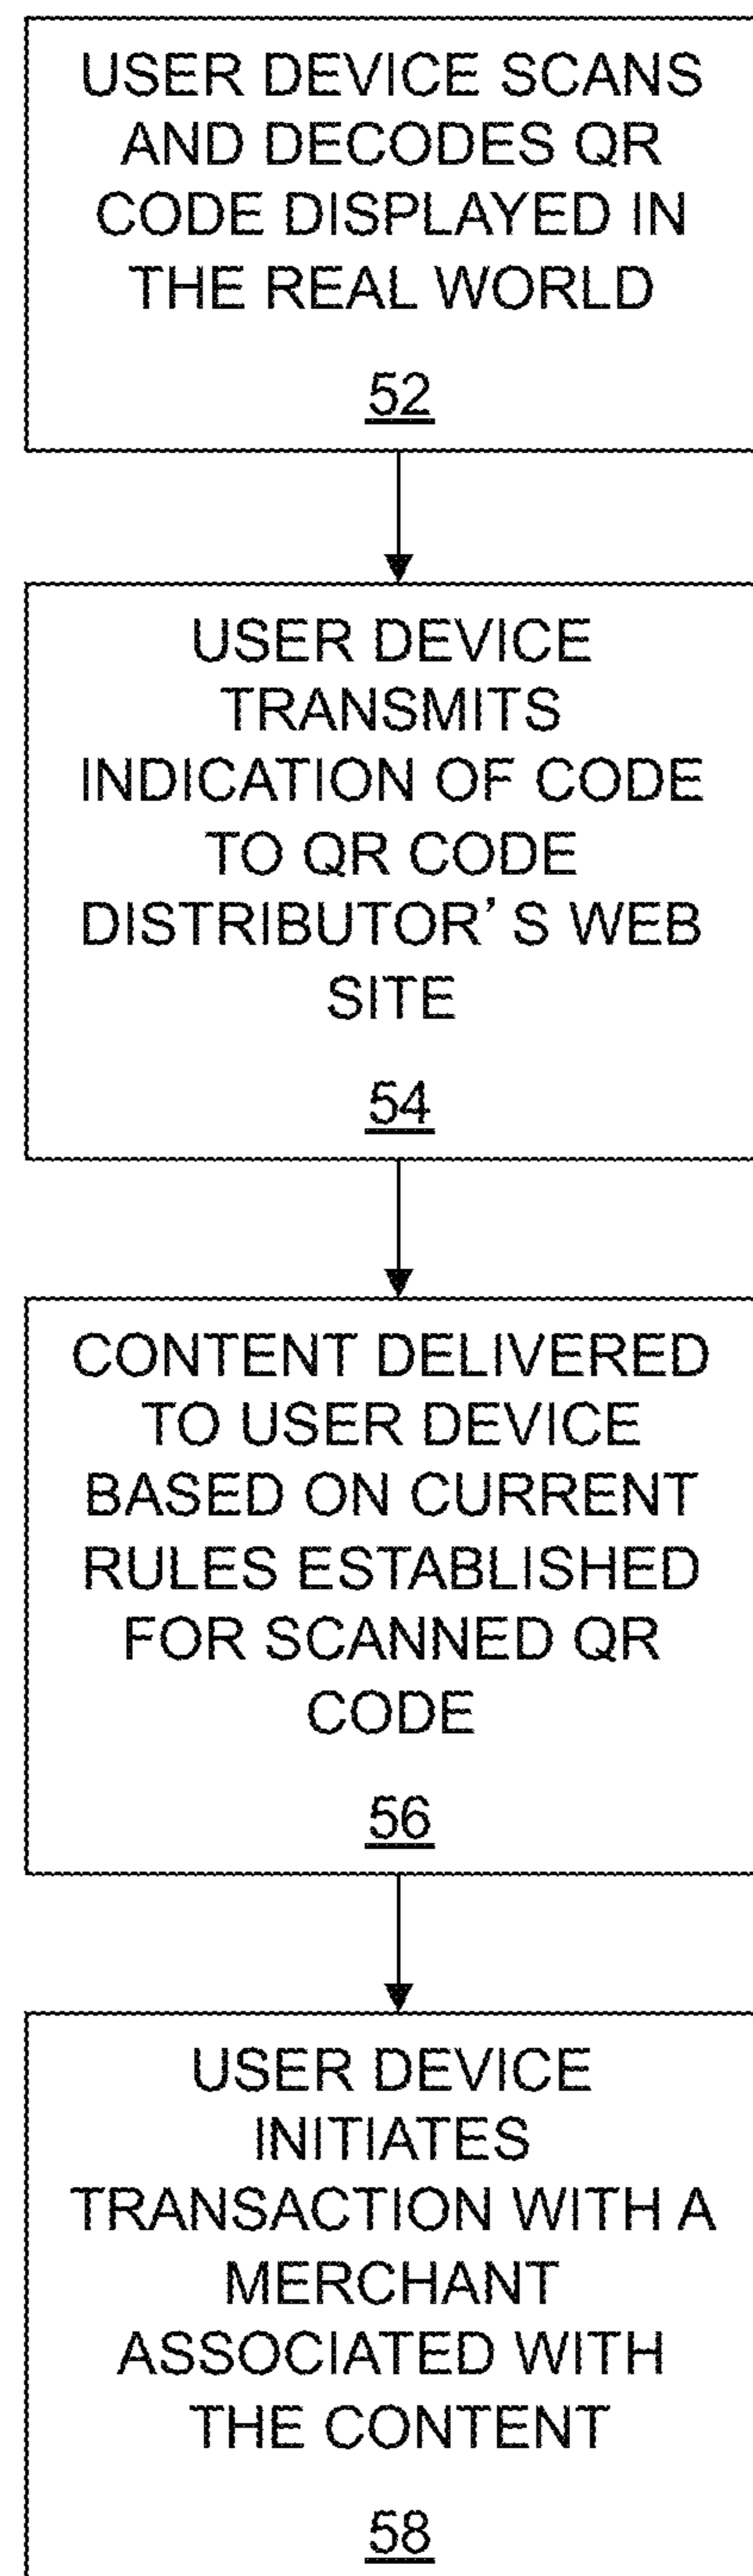 USER DEVICE SCANS
AND DECODES QR
CODE DISPLAYED IN
THE REAL WORLD
52
USER DEVICE
TRANSMITS
INDICATION OF CODE
TO QR CODE
DISTRIBUTOR'S WEB
SITE
54
CONTENT DELIVERED
TO USER DEVICE
BASED ON CURRENT
RULES ESTABLISHED
FOR SCANNED QR
CODE
56
USER DEVICE
INITIATES
TRANSACTION WITH A
MERCHANT
ASSOCIATED WITH
THE CONTENT
58